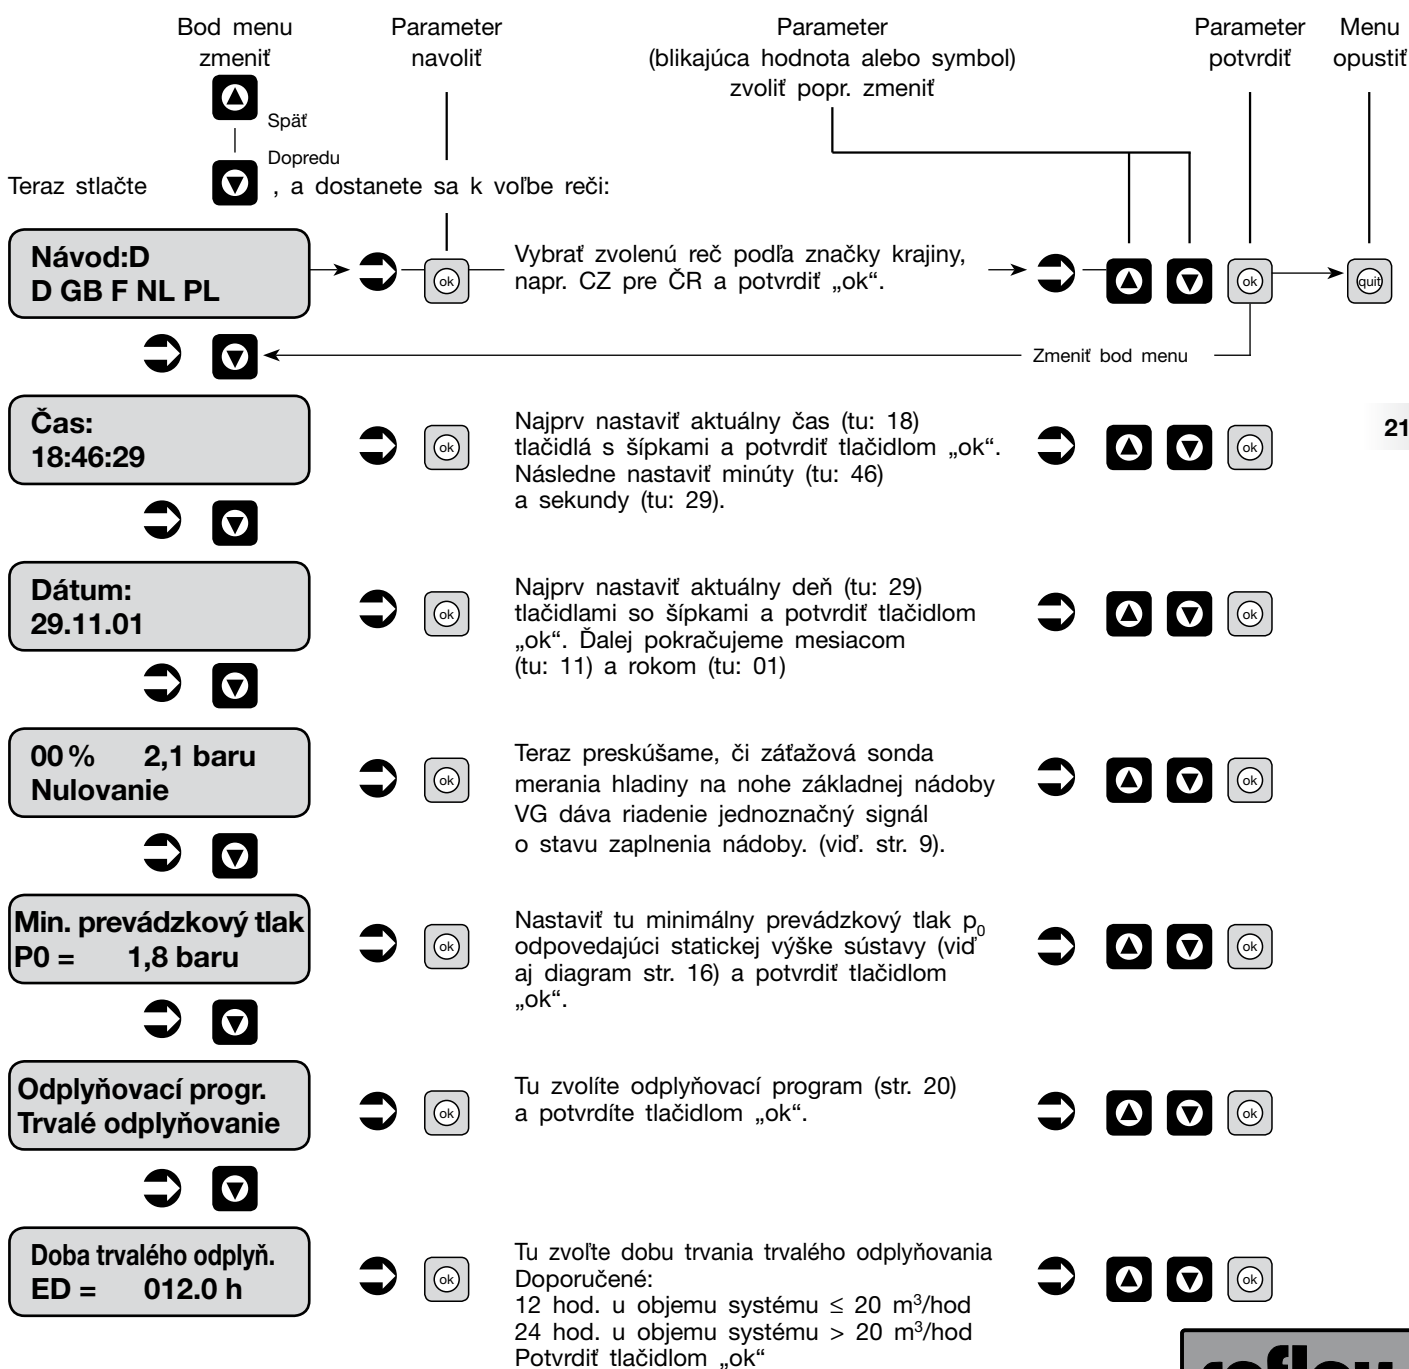 Bod menu
zmeniť
Parameter
navoliť
Parameter
(blikajúca hodnota alebo symbol)
zvoliť popr. zmeniť
Parameter
potvrdiť
Menu
opustiť
Späť
Dopredu
Teraz stlačte , a dostanete sa k voľbe reči:
Návod:D
D GB F NL PL
ok
Vybrať zvolenú reč podľa značky krajiny,
napr. CZ pre ČR a potvrdiť „ok“.
ok
quit
Zmeniť bod menu
Čas:
18:46:29
ok
Najprv nastaviť aktuálny čas (tu: 18)
tlačidlá s šípkami a potvrdiť tlačidlom „ok“.
Následne nastaviť minúty (tu: 46)
a sekundy (tu: 29).
ok
21
Dátum:
29.11.01
ok
Najprv nastaviť aktuálny deň (tu: 29)
tlačidlami so šípkami a potvrdiť tlačidlom
„ok“. Ďalej pokračujeme mesiacom
(tu: 11) a rokom (tu: 01)
ok
00 % 2,1 baru
Nulovanie
ok
Teraz preskúšame, či záťažová sonda
merania hladiny na nohe základnej nádoby
VG dáva riadenie jednoznačný signál
o stavu zaplnenia nádoby. (viď. str. 9).
ok
Min. prevádzkový tlak
P0 = 1,8 baru
ok
Nastaviť tu minimálny prevádzkový tlak p0
odpovedajúci statickej výške sústavy (viď
aj diagram str. 16) a potvrdiť tlačidlom
„ok“.
ok
Odplyňovací progr.
Trvalé odplyňovanie
ok
Tu zvolíte odplyňovací program (str. 20)
a potvrdíte tlačidlom „ok“.
ok
Doba trvalého odplyň.
ED = 012.0 h
ok
Tu zvoľte dobu trvania trvalého odplyňovania
Doporučené:
12 hod. u objemu systému ≤ 20 m³/hod
24 hod. u objemu systému > 20 m³/hod
Potvrdiť tlačidlom „ok“
ok